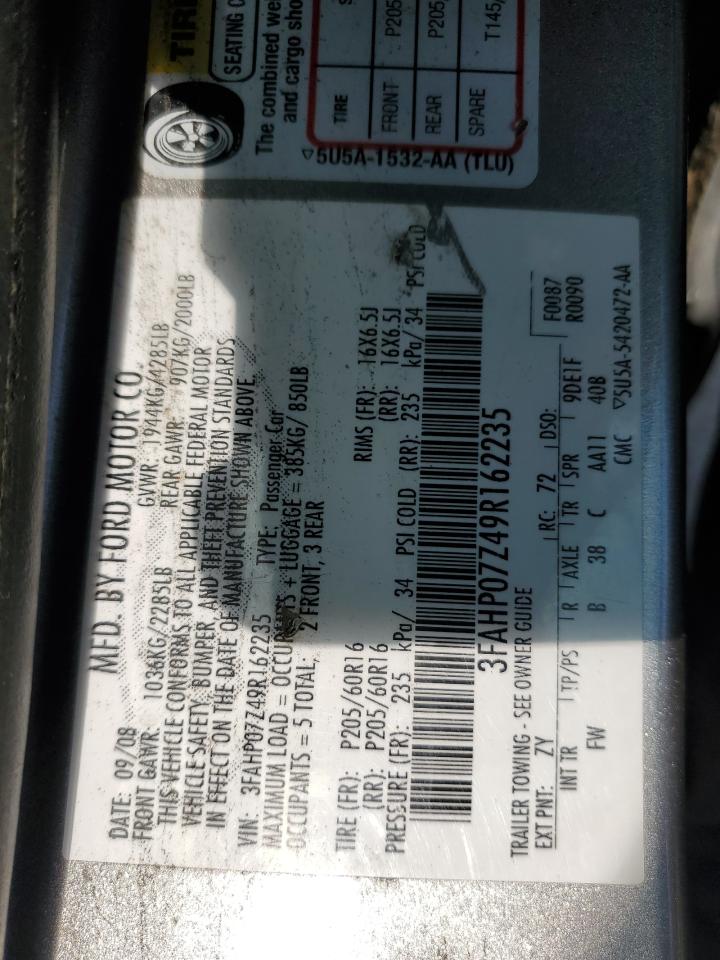 TIRE
SEATING C
The combined we
and cargo sho
TIRE S
FRONT P205
REAR P205
SPARE T145
▽5U5A-1532-AA (TLU)
MFD. BY FORD MOTOR CO.
DATE: 09/08 GVWR: 1944KG/4285LB
FRONT GAWR: 1036KG/2285LB REAR GAWR: 907KG/2000LB
THIS VEHICLE CONFORMS TO ALL APPLICABLE FEDERAL MOTOR
VEHICLE SAFETY, BUMPER, AND THEFT PREVENTION STANDARDS
IN EFFECT ON THE DATE OF MANUFACTURE SHOWN ABOVE.
VIN: 3FAHP07Z49R162235 TYPE: Passenger Car
MAXIMUM LOAD = OCCUPANTS + LUGGAGE = 385KG/850LB
OCCUPANTS = 5 TOTAL; 2 FRONT, 3 REAR
TIRE (FR): P205/60R16 RIMS (FR): 16X6.5J
(RR): P205/60R16 (RR): 16X6.5J
PRESSURE (FR): 235 kPa/ 34 PSI COLD (RR): 235 kPa/ 34 PSI COLD
3FAHP07Z49R162235
TRAILER TOWING - SEE OWNER GUIDE
EXT PNT: ZY RC: 72 DSO: F0087
R0090
INT TR TP/PS R AXLE TR SPR 9DE1F
FW B 38 C AA11 40B
CMC ▽5U5A-5420472-AA